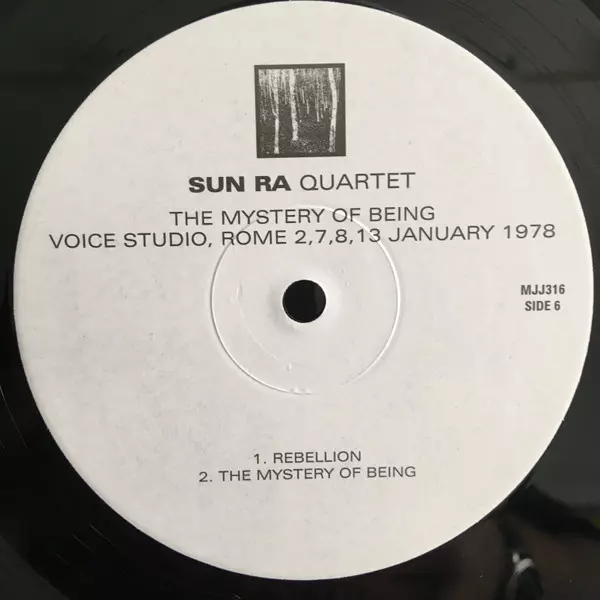 SUN RA QUARTET
THE MYSTERY OF BEING
VOICE STUDIO, ROME 2,7,8,13 JANUARY 1978
MJJ316
SIDE 6
1. REBELLION
2. THE MYSTERY OF BEING